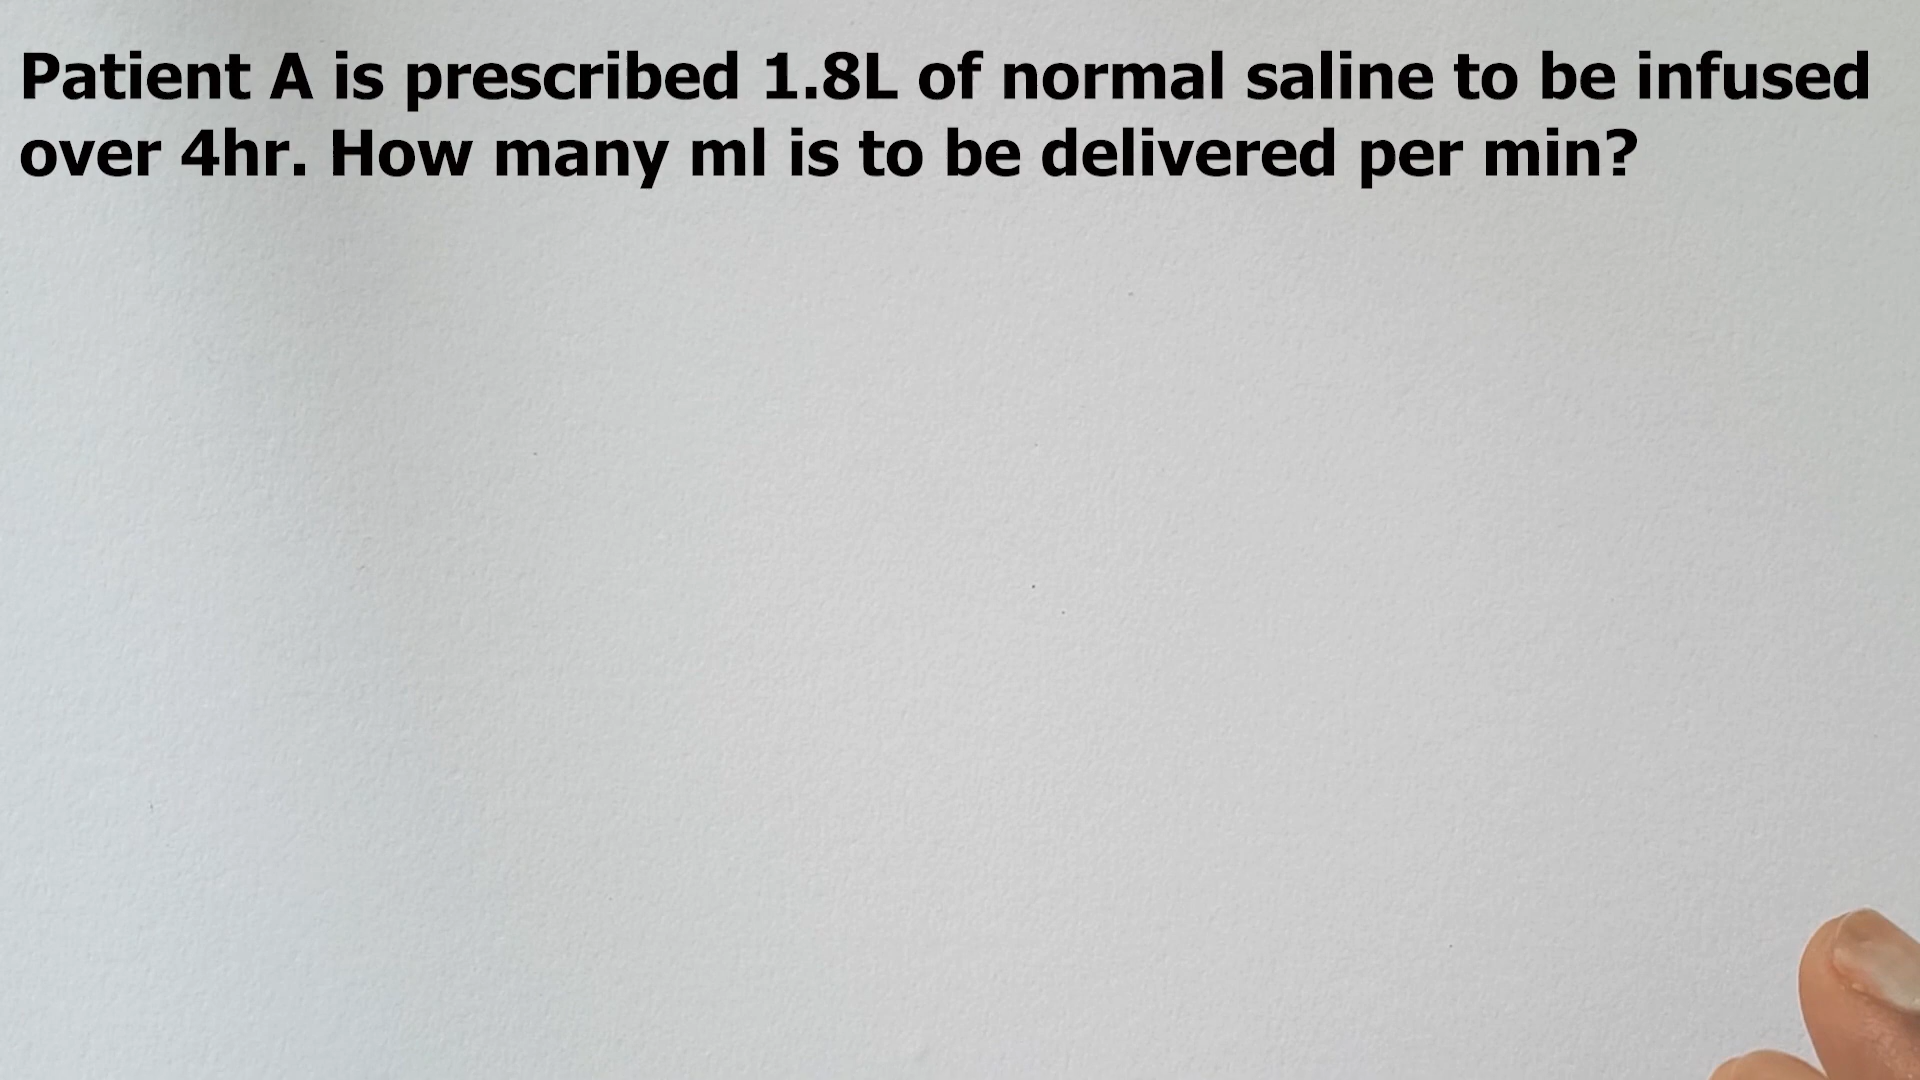 Patient A is prescribed 1.8L of normal saline to be infused
over 4hr. How many ml is to be delivered per min?